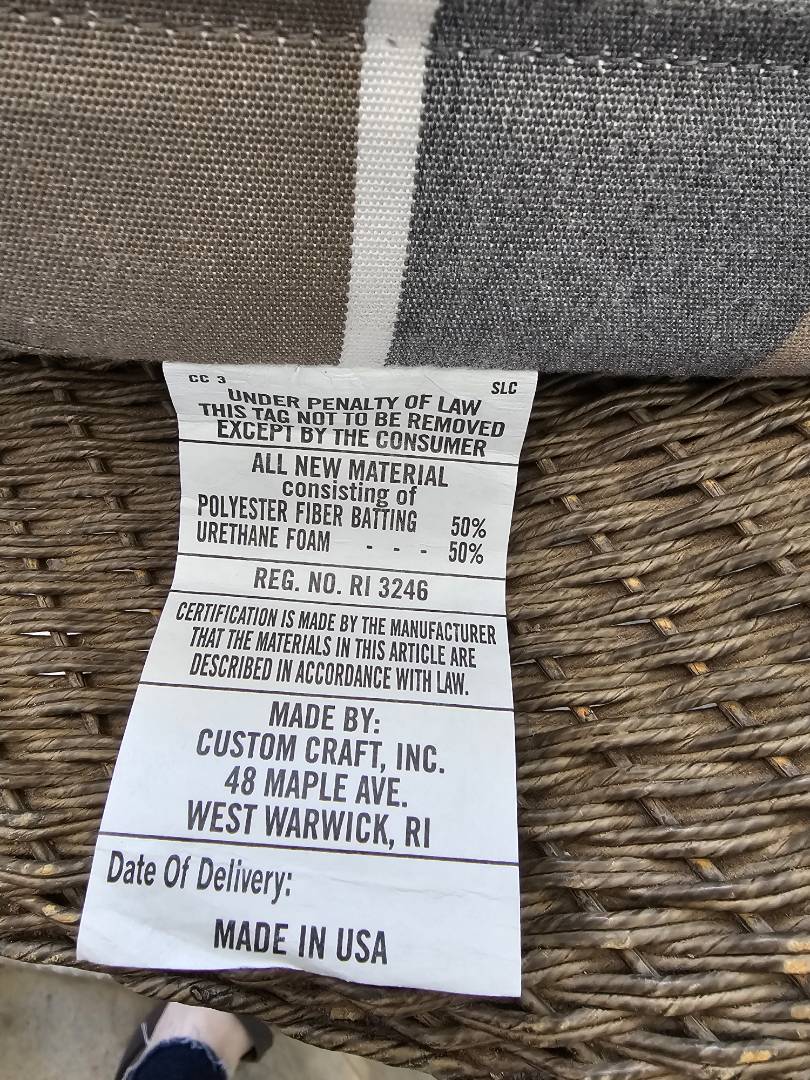 CC 3 SLC
UNDER PENALTY OF LAW
THIS TAG NOT TO BE REMOVED
EXCEPT BY THE CONSUMER
ALL NEW MATERIAL
consisting of
POLYESTER FIBER BATTING 50%
URETHANE FOAM - - - 50%
REG. NO. RI 3246
CERTIFICATION IS MADE BY THE MANUFACTURER
THAT THE MATERIALS IN THIS ARTICLE ARE
DESCRIBED IN ACCORDANCE WITH LAW.
MADE BY:
CUSTOM CRAFT, INC.
48 MAPLE AVE.
WEST WARWICK, RI
Date Of Delivery:
MADE IN USA